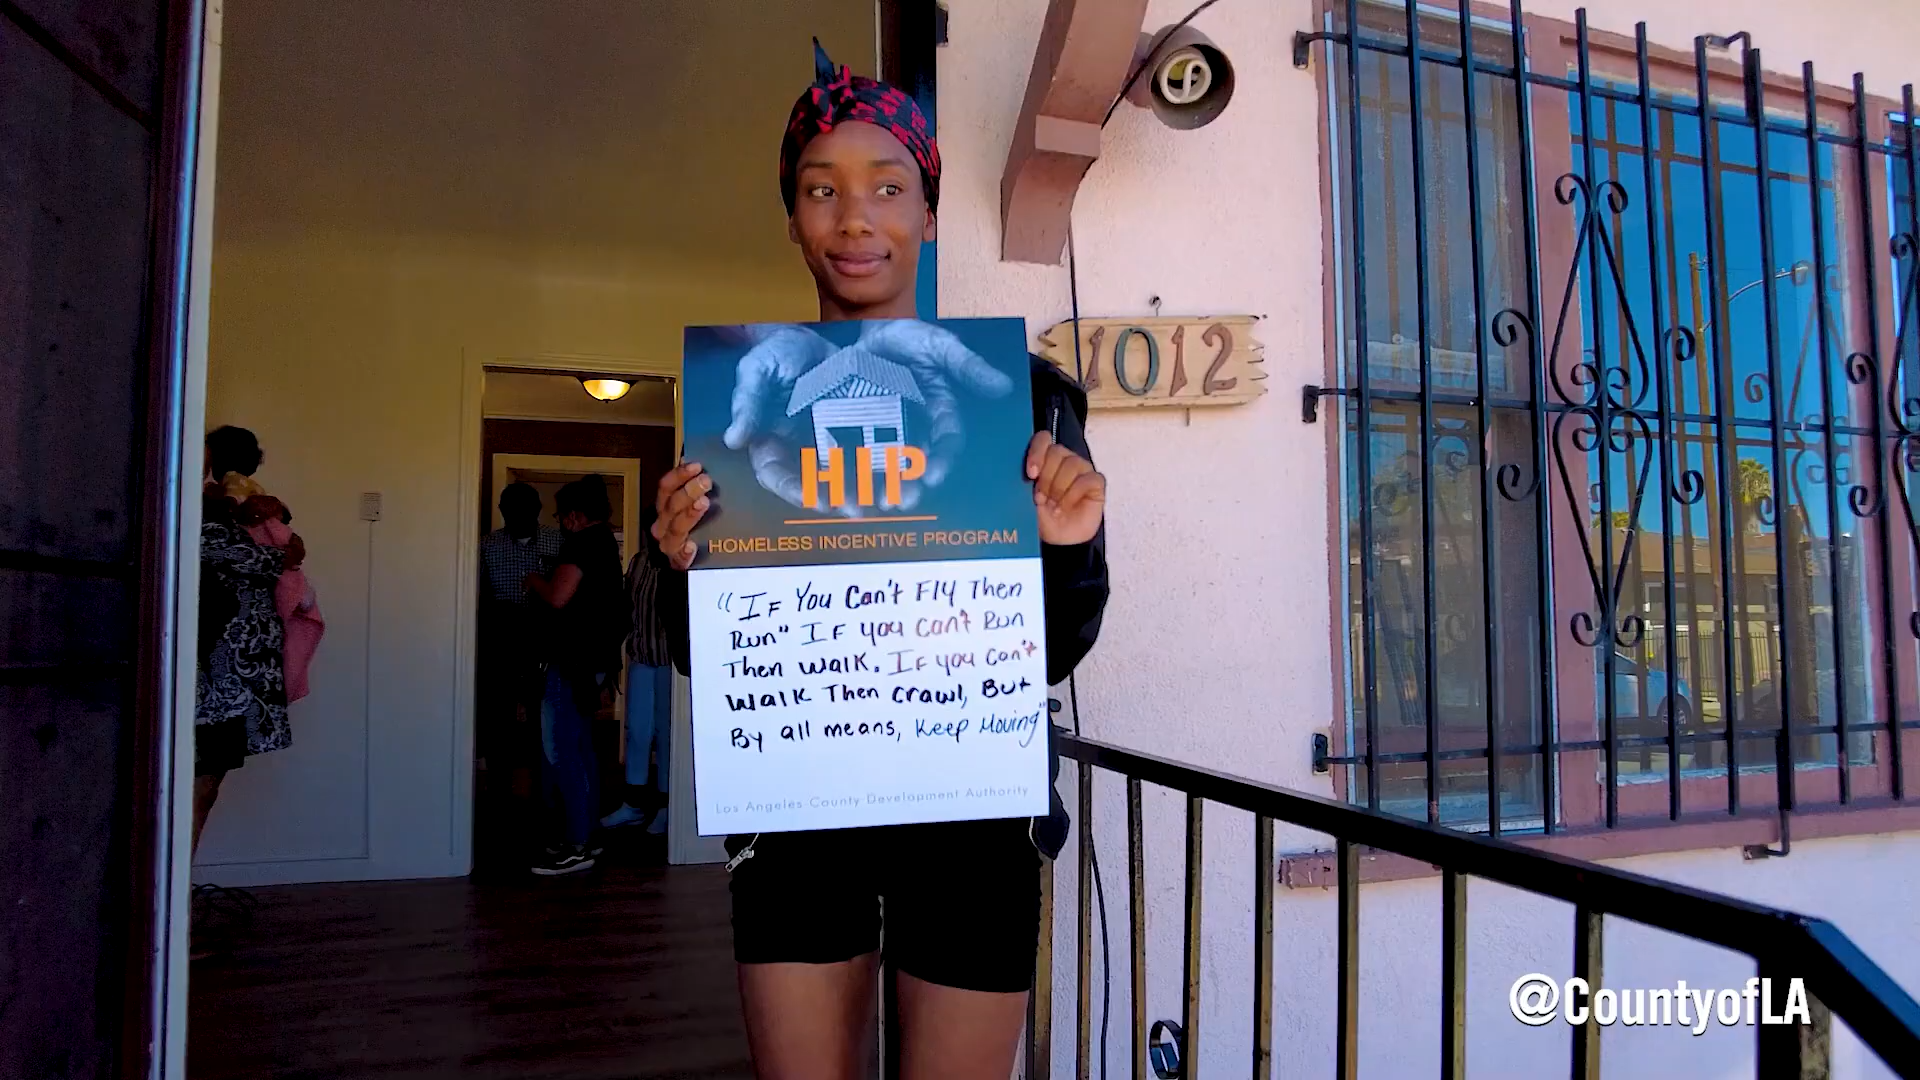 1012
HIP
HOMELESS INCENTIVE PROGRAM
"If You Can't Fly Then
Run" If you can't Run
Then walk. If you can't
Walk Then crawl, But
By all means, Keep Moving"
Los Angeles County Development Authority
@CountyofLA